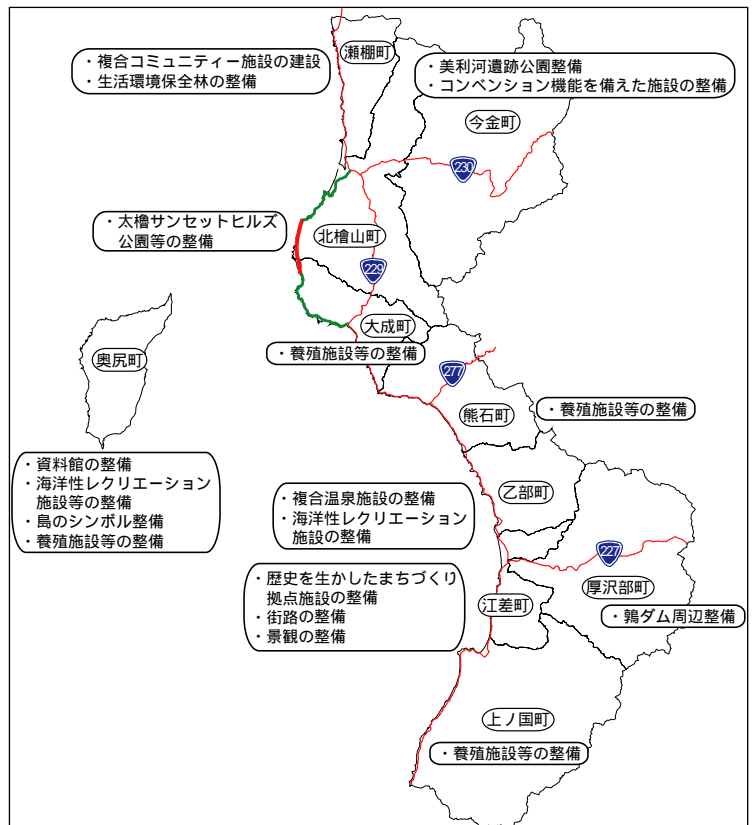 瀬棚町
・複合コミュニティー施設の建設
・生活環境保全林の整備
・美利河遺跡公園整備
・コンベンション機能を備えた施設の整備
今金町
230
・太櫓サンセットヒルズ
公園等の整備
北檜山町
229
大成町
・養殖施設等の整備
奥尻町
277
熊石町
・養殖施設等の整備
・資料館の整備
・海洋性レクリエーション
施設等の整備
・島のシンボル整備
・養殖施設等の整備
乙部町
・複合温泉施設の整備
・海洋性レクリエーション
施設の整備
227
厚沢部町
・鶉ダム周辺整備
・歴史を生かしたまちづくり
拠点施設の整備
・街路の整備
・景観の整備
江差町
上ノ国町
・養殖施設等の整備